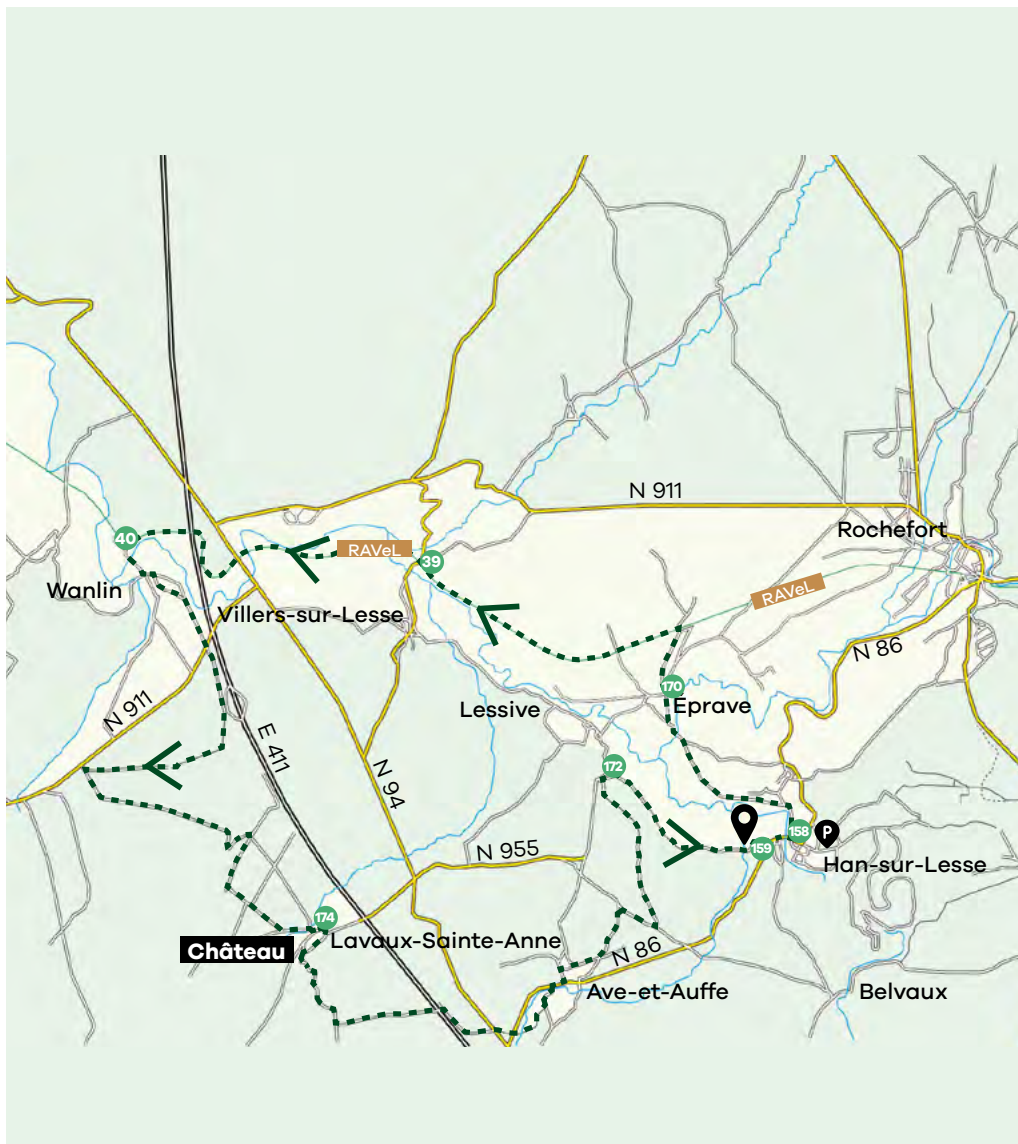 N 911
Rochefort
40
RAVeL
39
Wanlin
RAVeL
Villers-sur-Lesse
N 86
170
Eprave
Lessive
N 911
E 411
172
N 94
158
P
159
N 955
Han-sur-Lesse
174
Château
Lavaux-Sainte-Anne
N 86
Ave-et-Auffe
Belvaux